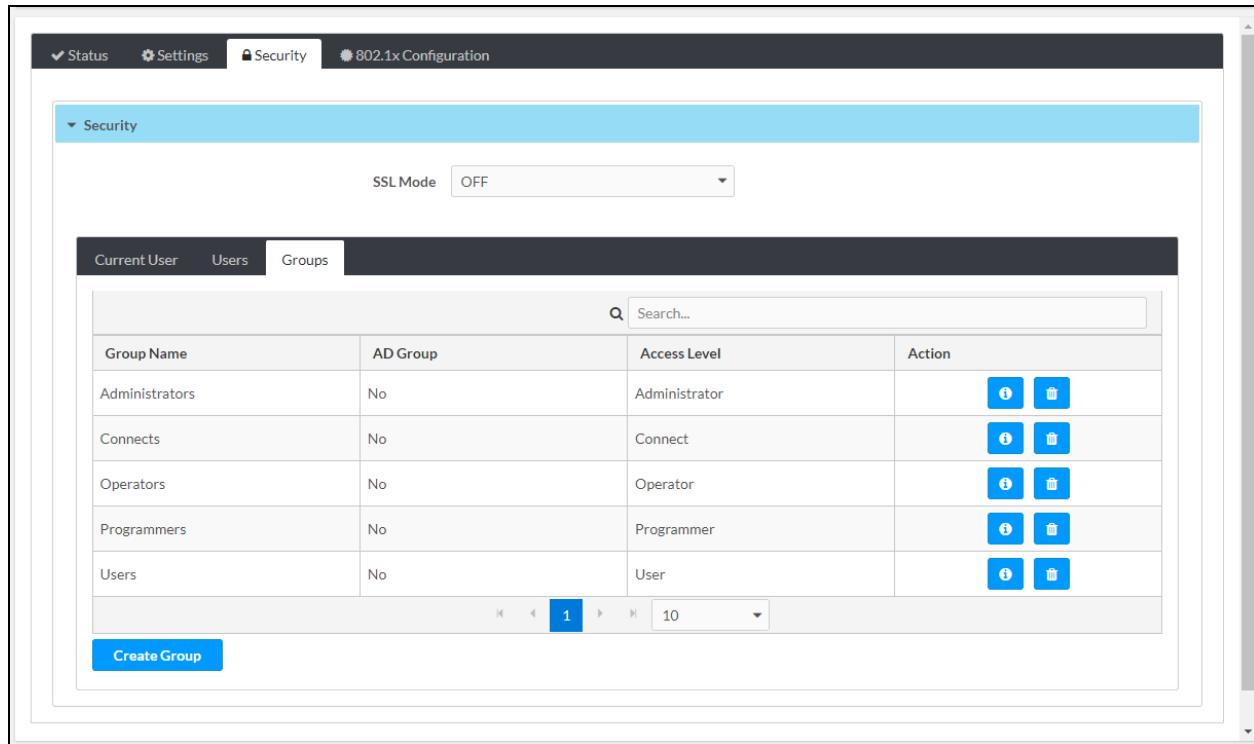 Status Settings Security 802.1x Configuration
Security
SSL Mode OFF
Current User Users Groups
Search...
Group Name AD Group Access Level Action
Administrators No Administrator
Connects No Connect
Operators No Operator
Programmers No Programmer
Users No User
1 10
Create Group